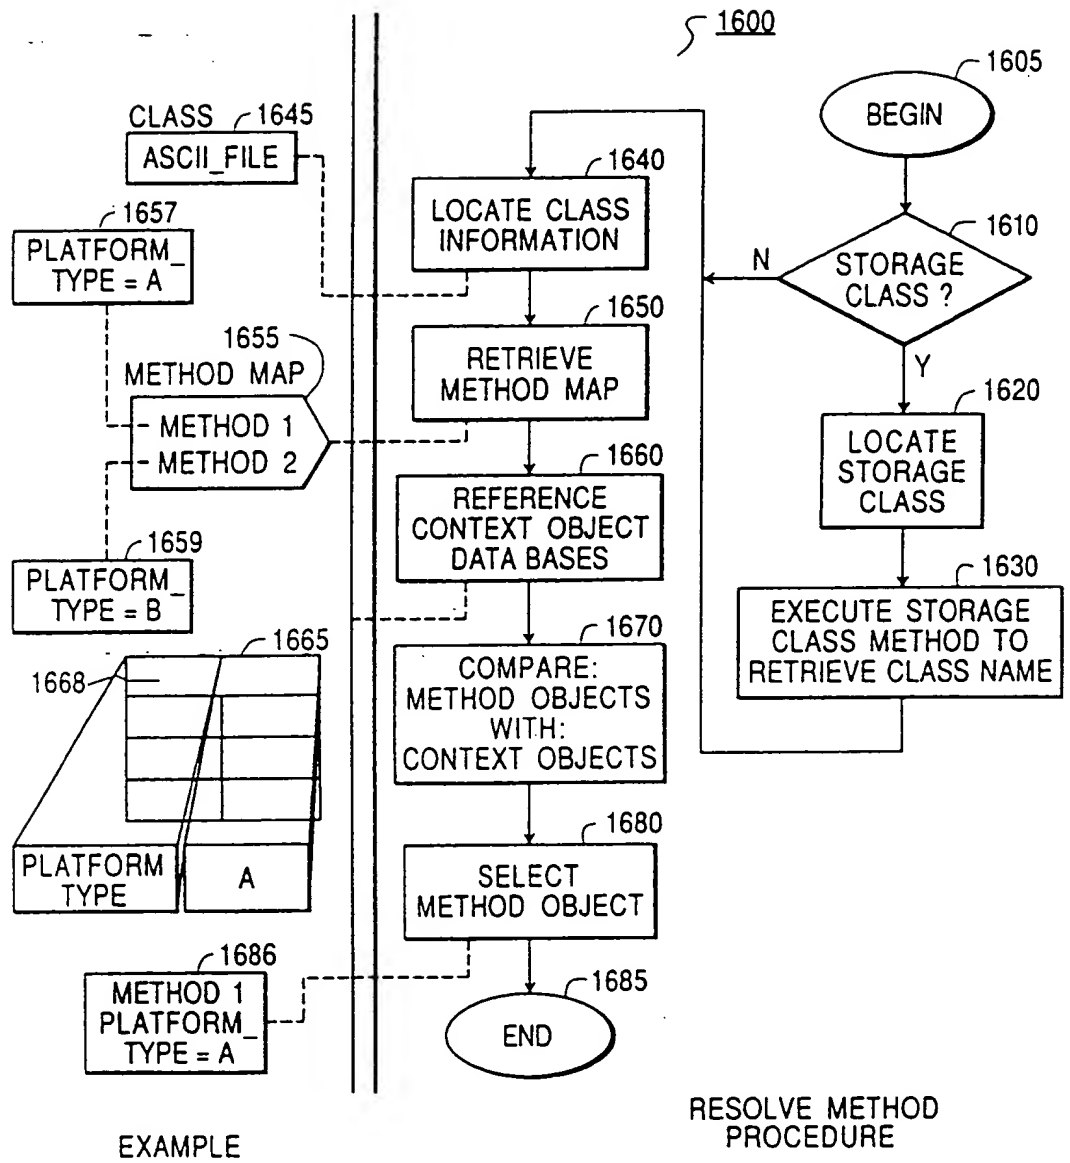 1600
1605
BEGIN
1610
STORAGE
CLASS ?
N
Y
1620
LOCATE
STORAGE
CLASS
1630
EXECUTE STORAGE
CLASS METHOD TO
RETRIEVE CLASS NAME
1640
LOCATE CLASS
INFORMATION
1650
RETRIEVE
METHOD MAP
1660
REFERENCE
CONTEXT OBJECT
DATA BASES
1670
COMPARE:
METHOD OBJECTS
WITH:
CONTEXT OBJECTS
1680
SELECT
METHOD OBJECT
1685
END
CLASS
1645
ASCII_FILE
1657
PLATFORM_
TYPE = A
1655
METHOD MAP
METHOD 1
METHOD 2
1659
PLATFORM_
TYPE = B
1665
1668
PLATFORM
TYPE
A
1686
METHOD 1
PLATFORM_
TYPE = A
EXAMPLE
RESOLVE METHOD
PROCEDURE